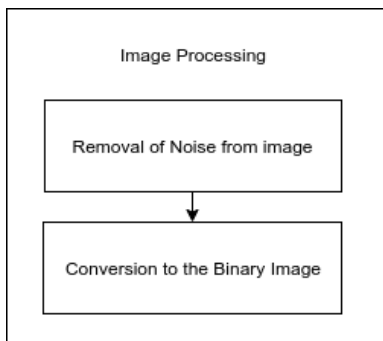 Image Processing
Removal of Noise from image
Conversion to the Binary Image